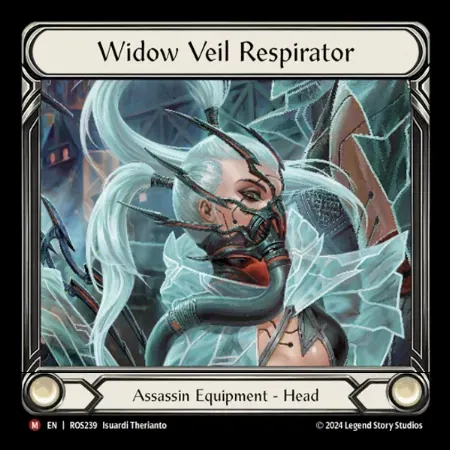 Widow Veil Respirator
Assassin Equipment - Head
M EN | ROS239 Isuardi Therianto © 2024 Legend Story Studios